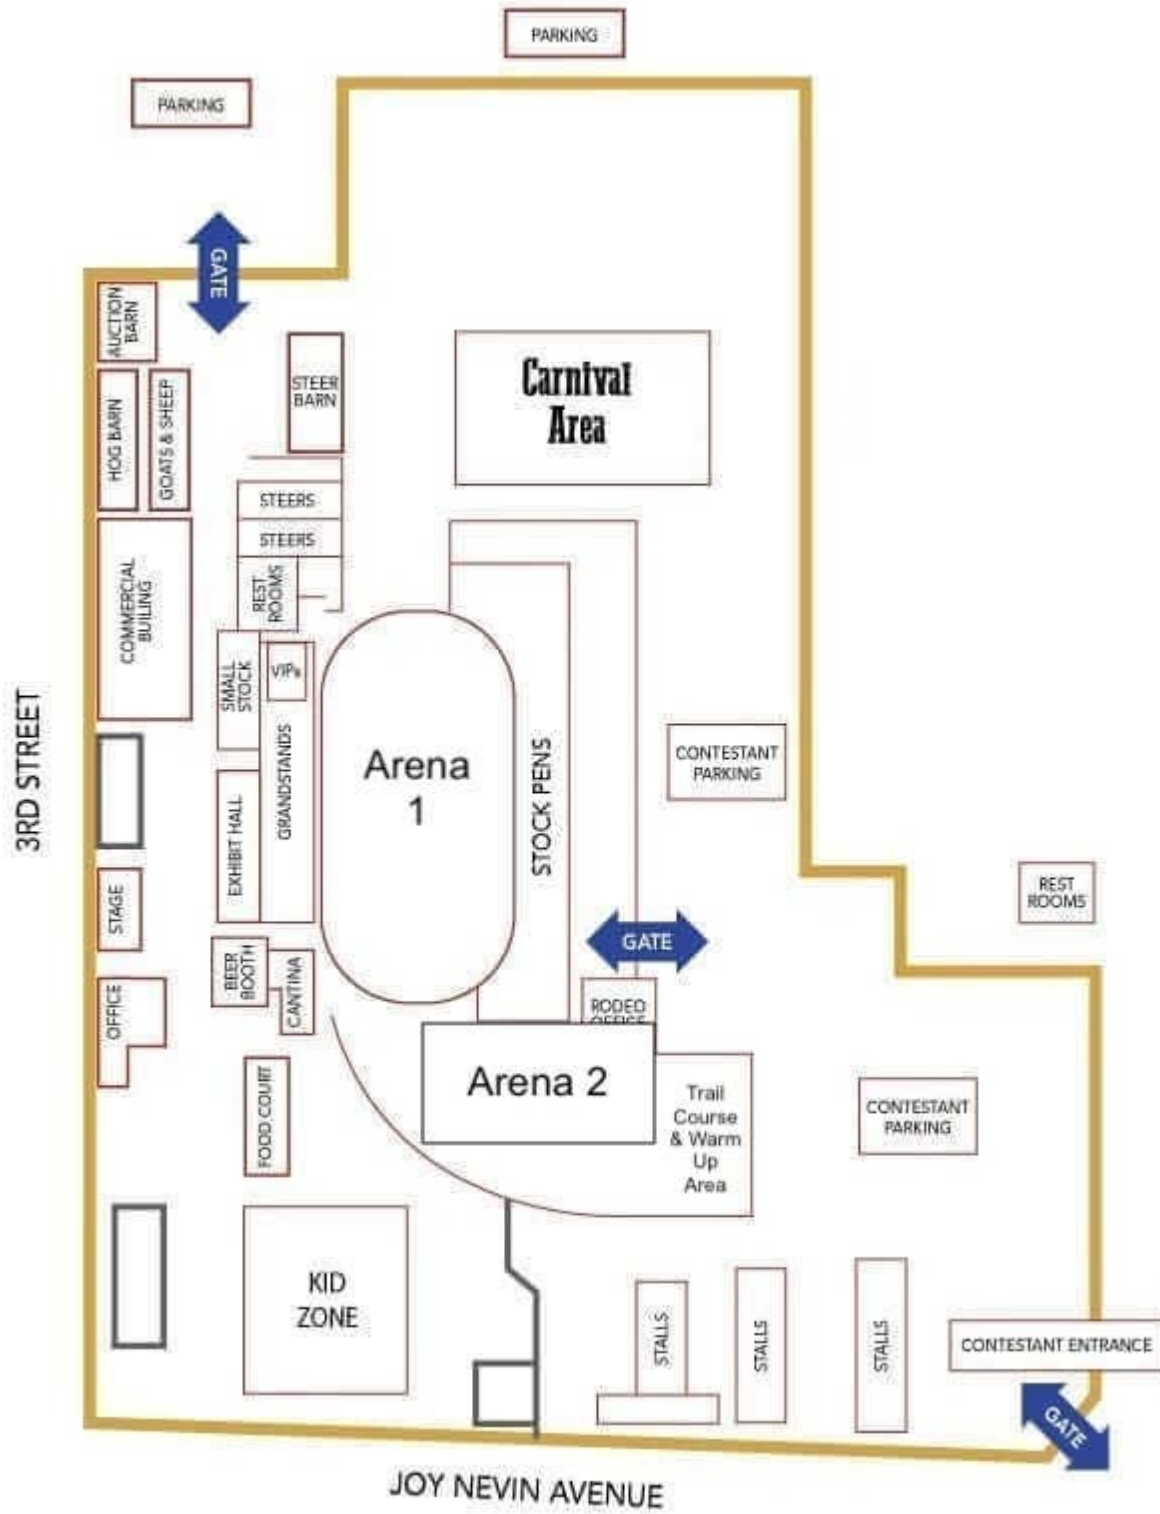 PARKING
PARKING
GATE
AUCTION
BARN
STEER
BARN
Carnival
Area
HOG BARN
GOATS & SHEEP
STEERS
STEERS
COMMERCIAL
BUILING
REST
ROOMS
SMALL
STOCK
VIPs
3RD STREET
GRANDSTANDS
Arena
1
STOCK PENS
CONTESTANT
PARKING
EXHIBIT HALL
STAGE
REST
ROOMS
GATE
BEER
BOOTH
CANTINA
OFFICE
RODEO
OFFICE
Arena 2
Trail
Course
& Warm
Up
Area
CONTESTANT
PARKING
FOOD COURT
KID
ZONE
STALLS
STALLS
STALLS
CONTESTANT ENTRANCE
GATE
JOY NEVIN AVENUE